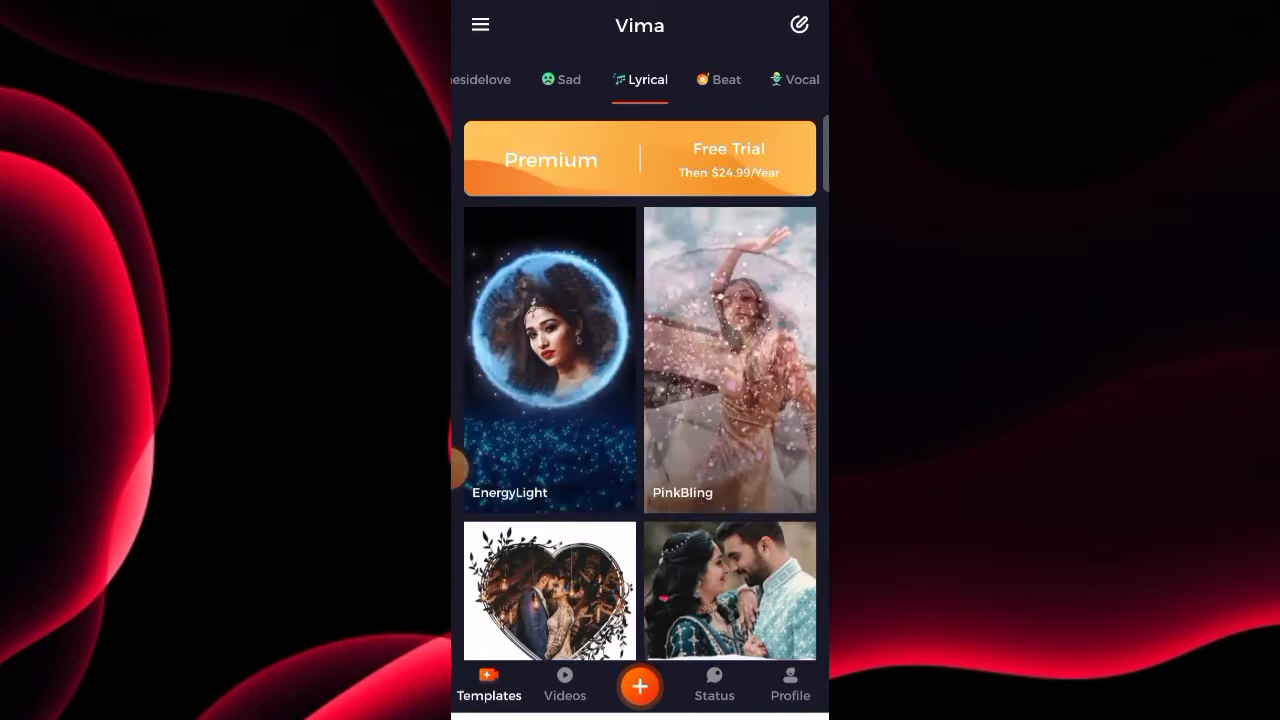 Vima
esidelove Sad Lyrical Beat Vocal
Premium
Free Trial
Then $24.99/Year
EnergyLight
PinkBling
Templates Videos Status Profile